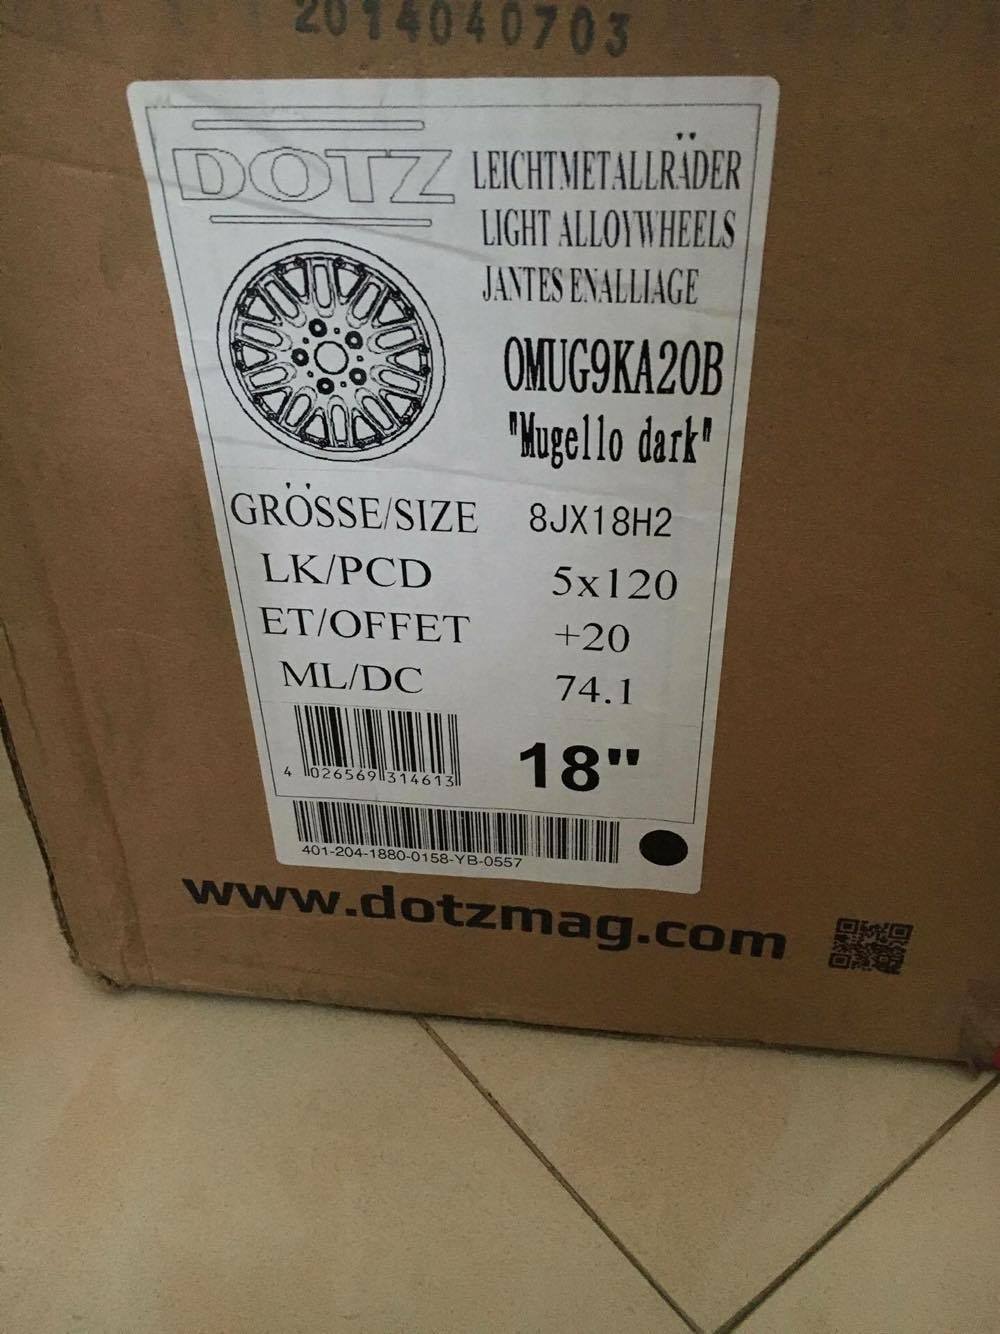 2014040703
DOTZ
LEICHTMETALLRÄDER
LIGHT ALLOYWHEELS
JANTES ENALLIAGE
OMUG9KA20B
"Mugello dark"
GRÖSSE/SIZE 8JX18H2
LK/PCD 5x120
ET/OFFET +20
ML/DC 74.1
4 026569 314613
18"
401-204-1880-0158-YB-0557
www.dotzmag.com